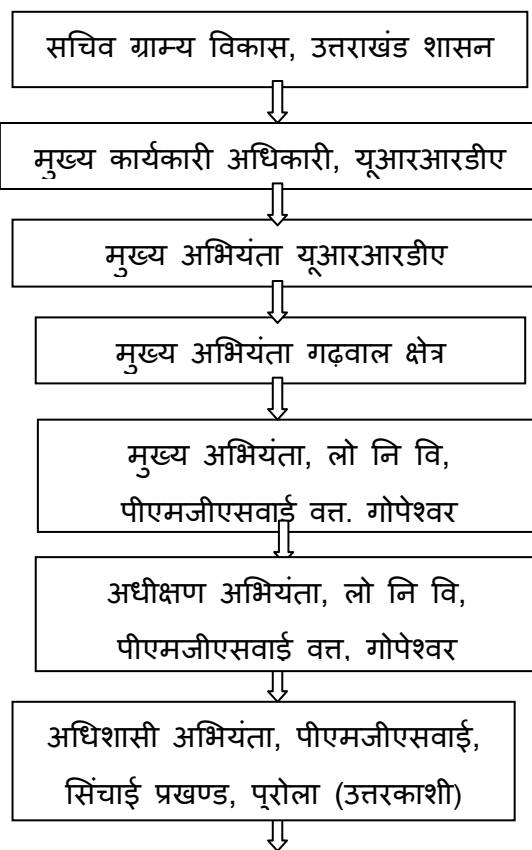 सचिव ग्राम्य विकास, उत्तराखंड शासन
मुख्य कार्यकारी अधिकारी, यूआरआरडीए
मुख्य अभियंता यूआरआरडीए
मुख्य अभियंता गढ़वाल क्षेत्र
मुख्य अभियंता, लो नि वि,
पीएमजीएसवाई वत्त. गोपेश्वर
अधीक्षण अभियंता, लो नि वि,
पीएमजीएसवाई वत्त, गोपेश्वर
अधिशासी अभियंता, पीएमजीएसवाई,
सिंचाई प्रखण्ड, पुरोला (उत्तरकाशी)